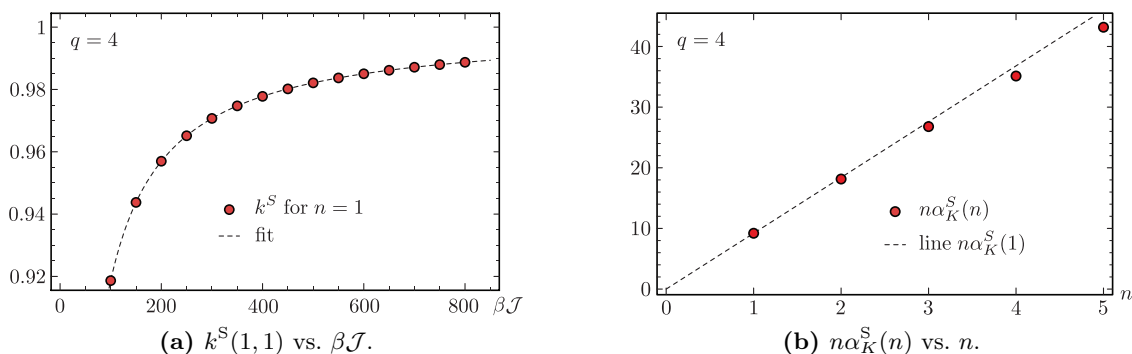 1
0.98
0.96
0.94
0.92
q = 4
k^S for n = 1
fit
0 200 400 600 800 β𝒥
(a) k^S(1, 1) vs. β𝒥.
40
30
20
10
0
q = 4
nα_K^S(n)
line nα_K^S(1)
0 1 2 3 4 5 n
(b) nα_K^S(n) vs. n.